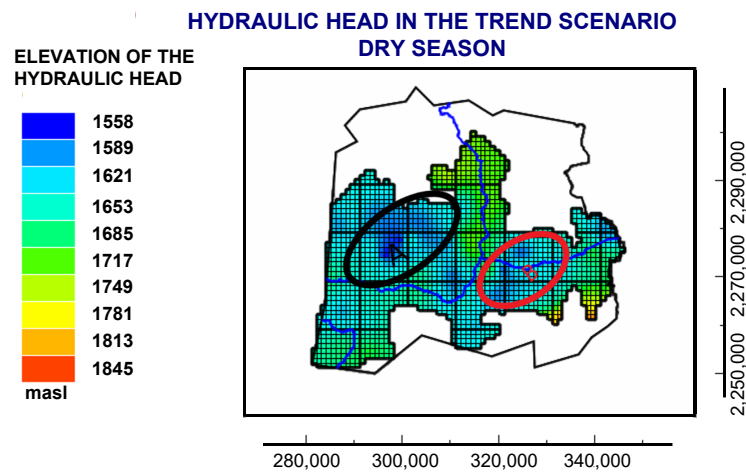 HYDRAULIC HEAD IN THE TREND SCENARIO
DRY SEASON
ELEVATION OF THE
HYDRAULIC HEAD
1558
1589
1621
1653
1685
1717
1749
1781
1813
1845
masl
A
B
2,290,000
2,270,000
2,250,000
280,000 300,000 320,000 340,000